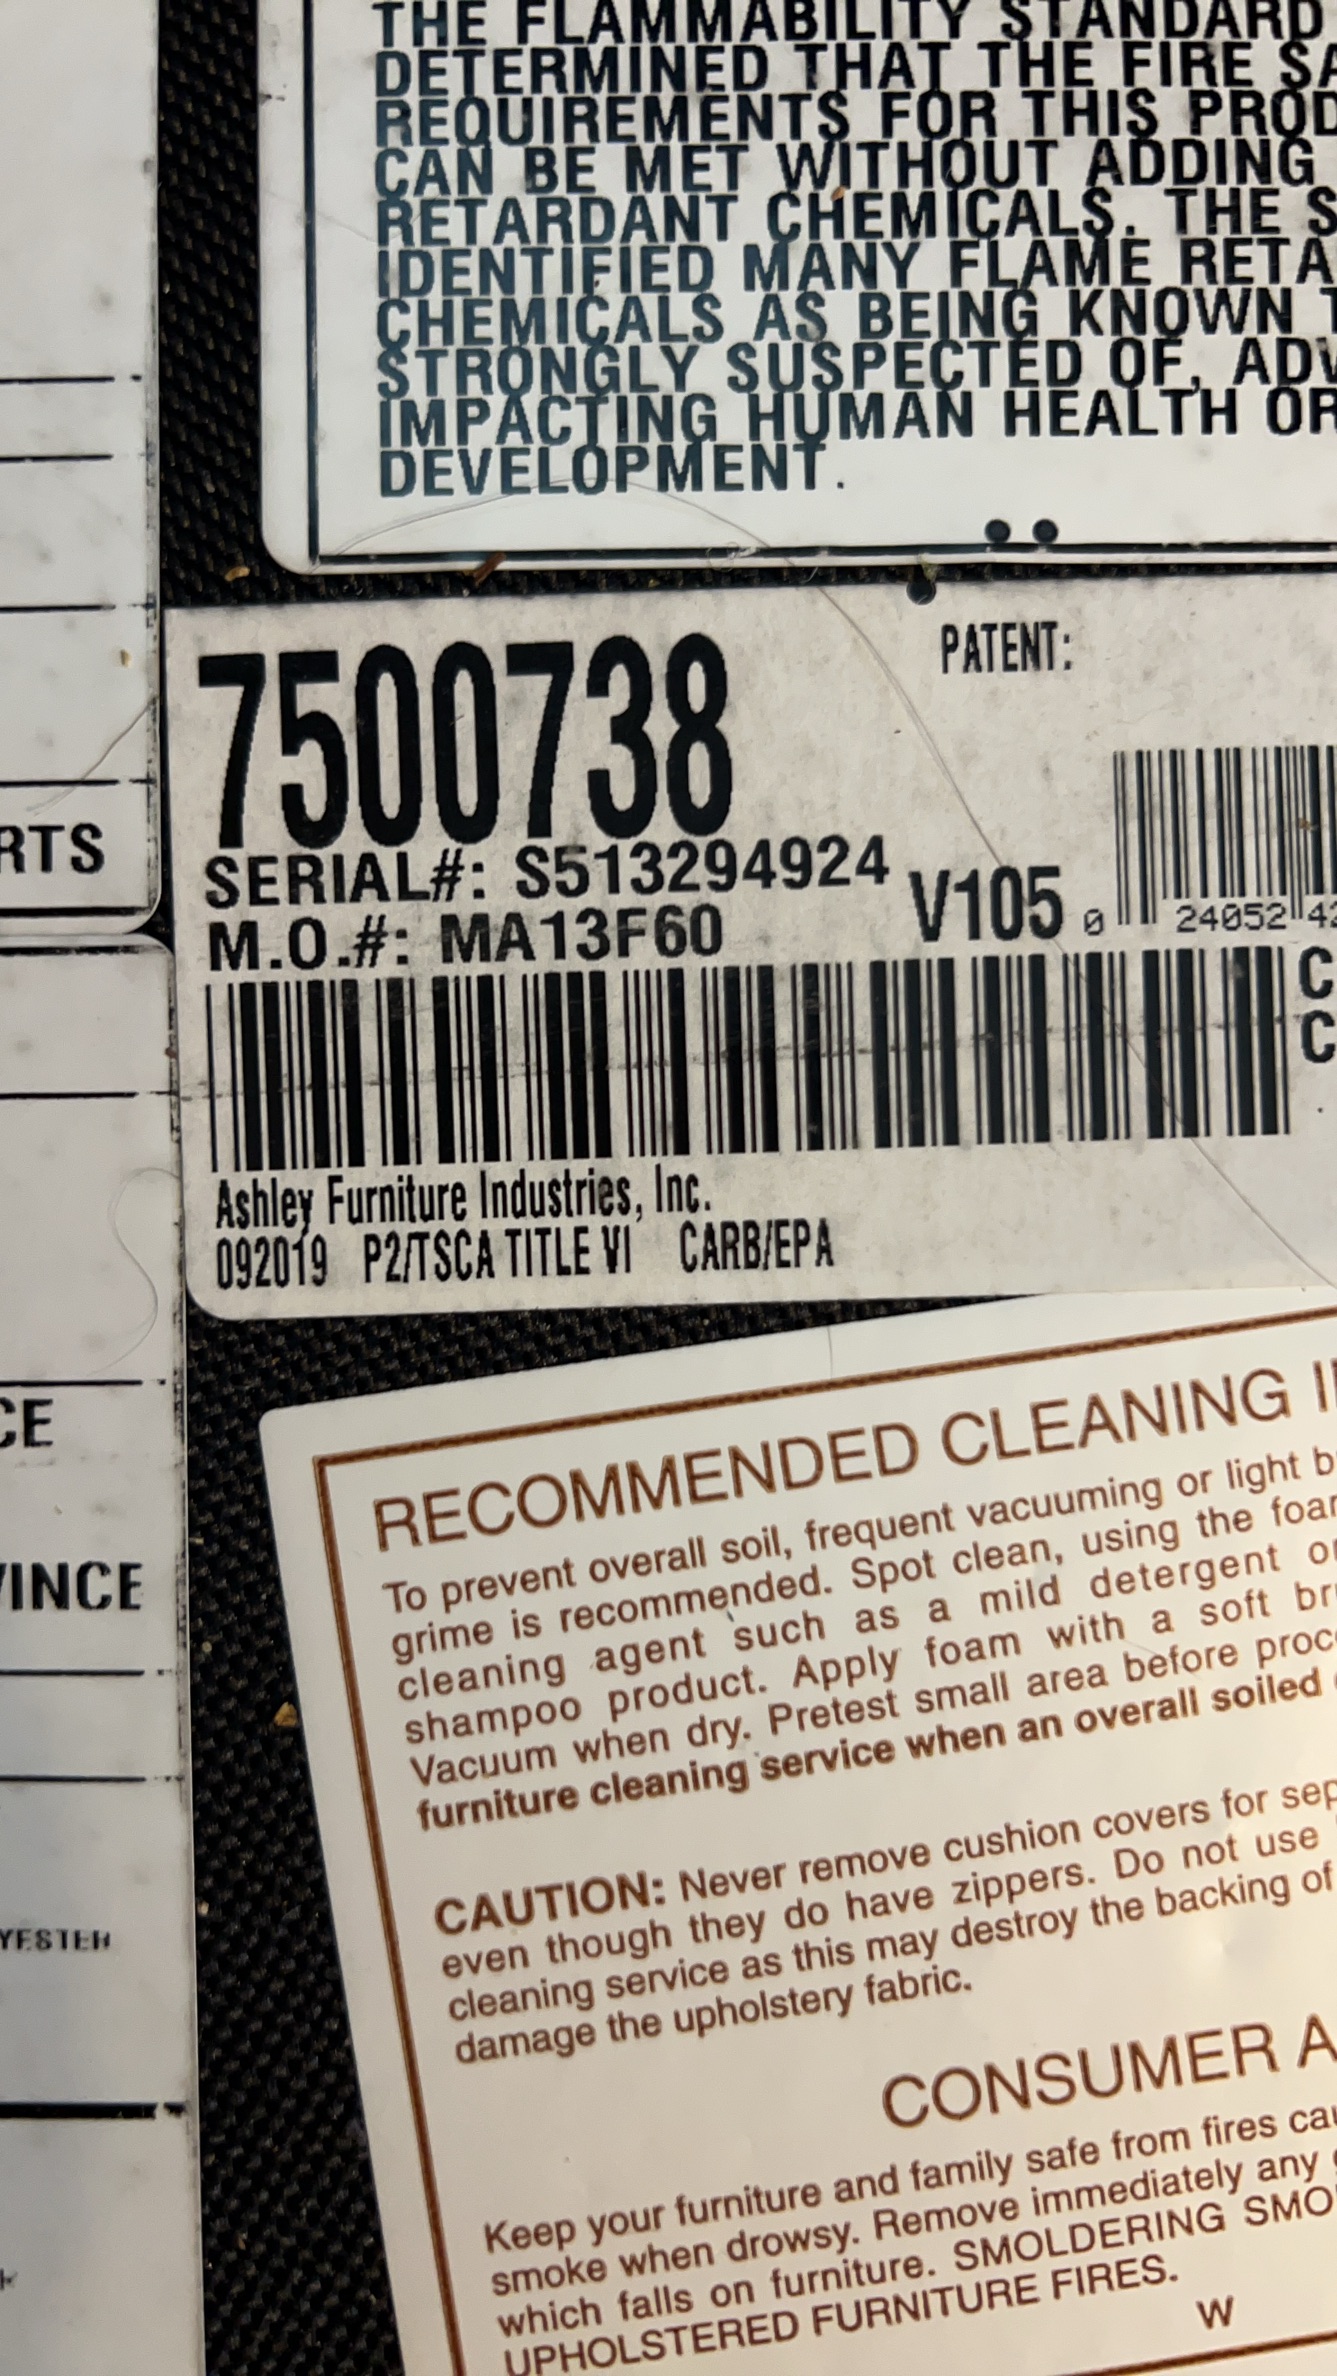 THE FLAMMABILITY STANDARD
DETERMINED THAT THE FIRE SA
REQUIREMENTS FOR THIS PROD
CAN BE MET WITHOUT ADDING
RETARDANT CHEMICALS. THE S
IDENTIFIED MANY FLAME RETA
CHEMICALS AS BEING KNOWN T
STRONGLY SUSPECTED OF, ADV
IMPACTING HUMAN HEALTH OR
DEVELOPMENT.
7500738
PATENT:
SERIAL#: S513294924
M.O.#: MA13F60
V105
0 24052 42
C
C
Ashley Furniture Industries, Inc.
092019 P2/TSCA TITLE VI CARB/EPA
RTS
CE
VINCE
YESTER
RECOMMENDED CLEANING I
To prevent overall soil, frequent vacuuming or light b
grime is recommended. Spot clean, using the foa
cleaning agent such as a mild detergent o
shampoo product. Apply foam with a soft br
Vacuum when dry. Pretest small area before proc
furniture cleaning service when an overall soiled
CAUTION: Never remove cushion covers for sep
even though they do have zippers. Do not use
cleaning service as this may destroy the backing of
damage the upholstery fabric.
CONSUMER A
Keep your furniture and family safe from fires ca
smoke when drowsy. Remove immediately any
which falls on furniture. SMOLDERING SMO
UPHOLSTERED FURNITURE FIRES.
W